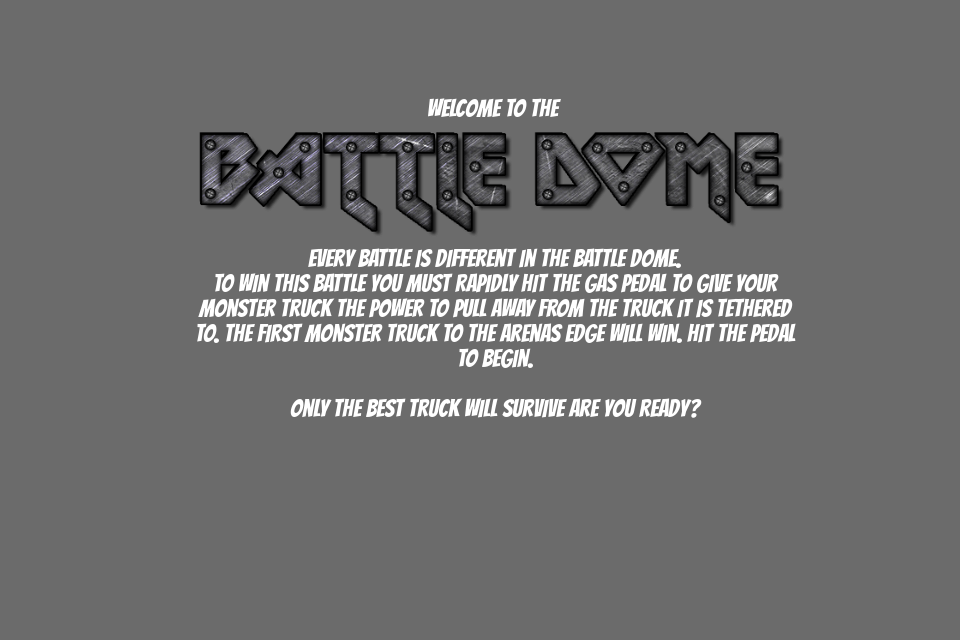 WELCOME TO THE
BATTLE DOME
EVERY BATTLE IS DIFFERENT IN THE BATTLE DOME.
TO WIN THIS BATTLE YOU MUST RAPIDLY HIT THE GAS PEDAL TO GIVE YOUR
MONSTER TRUCK THE POWER TO PULL AWAY FROM THE TRUCK IT IS TETHERED
TO. THE FIRST MONSTER TRUCK TO THE ARENAS EDGE WILL WIN. HIT THE PEDAL
TO BEGIN.
ONLY THE BEST TRUCK WILL SURVIVE ARE YOU READY?